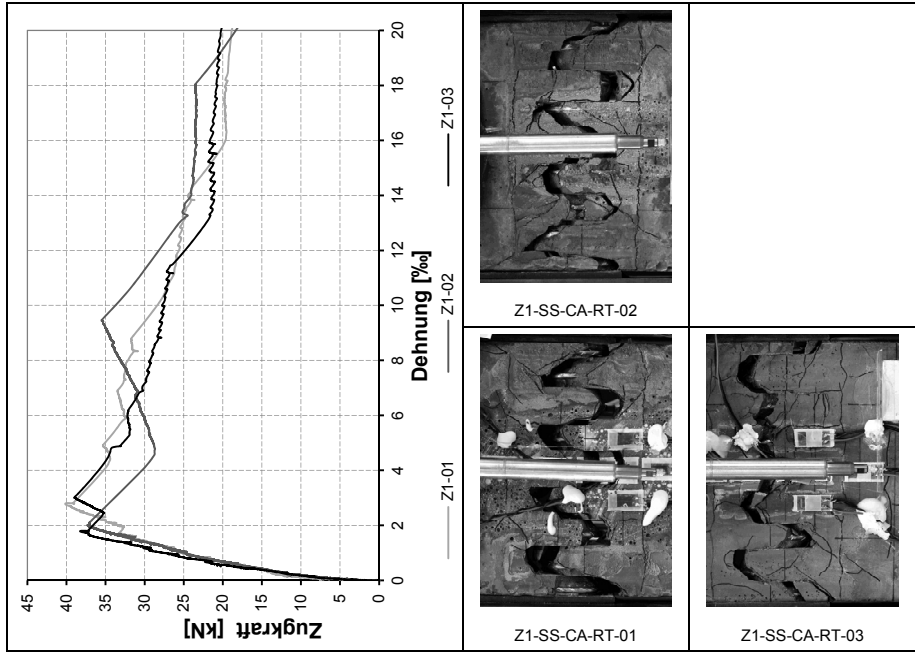 Zugkraft [kN]
45
40
35
30
25
20
15
10
5
0
0 2 4 6 8 10 12 14 16 18 20
Dehnung [‰]
Z1-01 Z1-02 Z1-03
Z1-SS-CA-RT-01
Z1-SS-CA-RT-02
Z1-SS-CA-RT-03